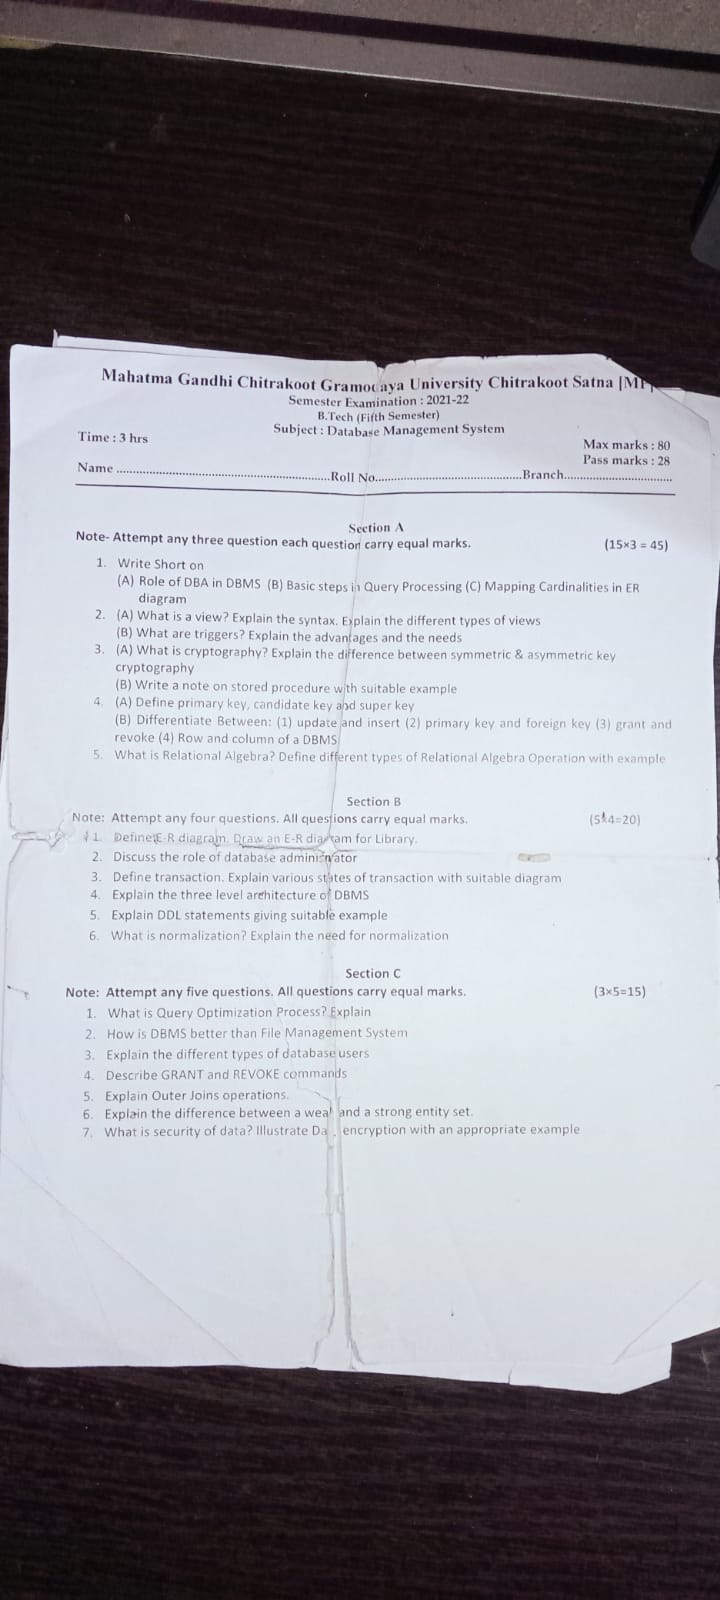 Mahatma Gandhi Chitrakoot Gramodaya University Chitrakoot Satna [MP
Semester Examination : 2021-22
B.Tech (Fifth Semester)
Subject : Database Management System
Time : 3 hrs
Max marks : 80
Pass marks : 28
Name ..............................Roll No..............................Branch..............................
Section A
Note- Attempt any three question each question carry equal marks. (15×3 = 45)
1. Write Short on
(A) Role of DBA in DBMS (B) Basic steps in Query Processing (C) Mapping Cardinalities in ER
diagram
2. (A) What is a view? Explain the syntax. Explain the different types of views
(B) What are triggers? Explain the advantages and the needs
3. (A) What is cryptography? Explain the difference between symmetric & asymmetric key
cryptography
(B) Write a note on stored procedure with suitable example
4. (A) Define primary key, candidate key and super key
(B) Differentiate Between: (1) update and insert (2) primary key and foreign key (3) grant and
revoke (4) Row and column of a DBMS
5. What is Relational Algebra? Define different types of Relational Algebra Operation with example
Section B
Note: Attempt any four questions. All questions carry equal marks. (5×4=20)
1. Define E-R diagram. Draw an E-R diagram for Library.
2. Discuss the role of database administrator
3. Define transaction. Explain various states of transaction with suitable diagram
4. Explain the three level architecture of DBMS
5. Explain DDL statements giving suitable example
6. What is normalization? Explain the need for normalization
Section C
Note: Attempt any five questions. All questions carry equal marks. (3×5=15)
1. What is Query Optimization Process? Explain
2. How is DBMS better than File Management System
3. Explain the different types of database users
4. Describe GRANT and REVOKE commands
5. Explain Outer Joins operations.
6. Explain the difference between a weak and a strong entity set.
7. What is security of data? Illustrate Da encryption with an appropriate example